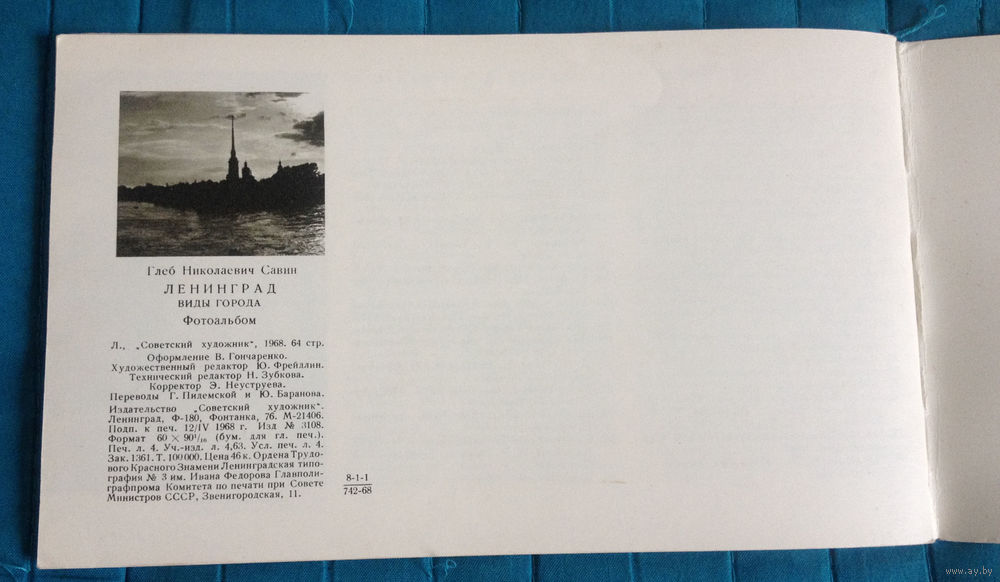 Глеб Николаевич Савин
ЛЕНИНГРАД
ВИДЫ ГОРОДА
Фотоальбом
Л., „Советский художник“, 1968. 64 стр.
Оформление В. Гончаренко.
Художественный редактор Ю. Фрейллин.
Технический редактор Н. Зубкова.
Корректор Э. Неуструева.
Переводы Г. Пилемской и Ю. Баранова.
Издательство „Советский художник“.
Ленинград, Ф-180, Фонтанка, 76. М-21406.
Подп. к печ. 12/IV 1968 г. Изд № 3108.
Формат 60 × 90¹/₁₆ (бум. для гл. печ.).
Печ. л. 4. Уч.-изд. л. 4,63. Усл. печ. л. 4.
Зак. 1361. Т. 100 000. Цена 46 к. Ордена Трудо-
вого Красного Знамени Ленинградская типо-
графия № 3 им. Ивана Федорова Главполи-
графпрома Комитета по печати при Совете
Министров СССР, Звенигородская, 11.
8-1-1
742-68
www.ay.by